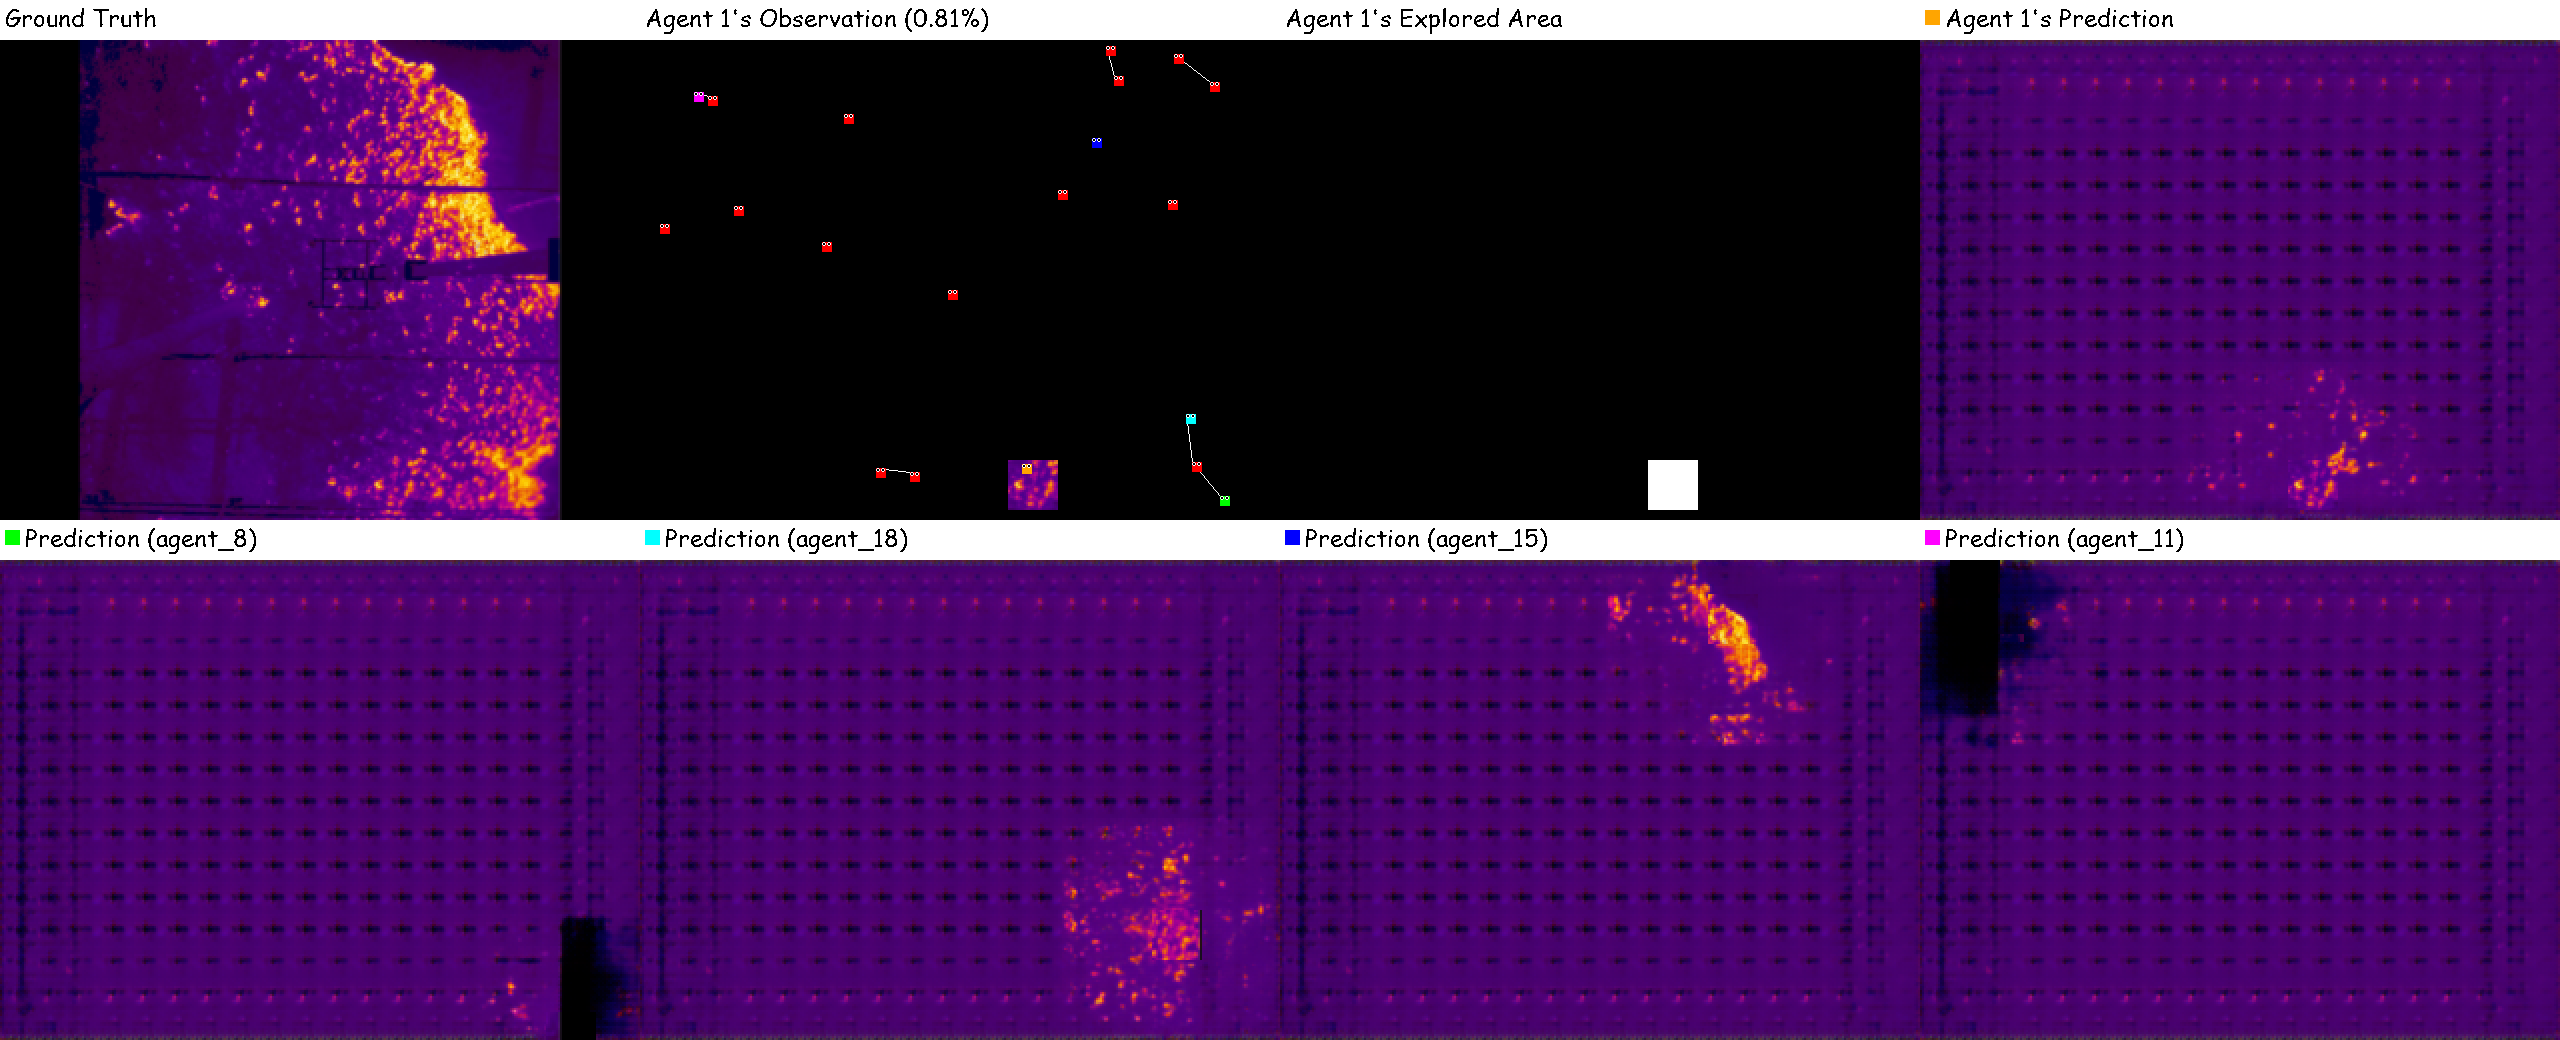 Ground Truth
Agent 1's Observation (0.81%)
Agent 1's Explored Area
Agent 1's Prediction
Prediction (agent_8)
Prediction (agent_18)
Prediction (agent_15)
Prediction (agent_11)